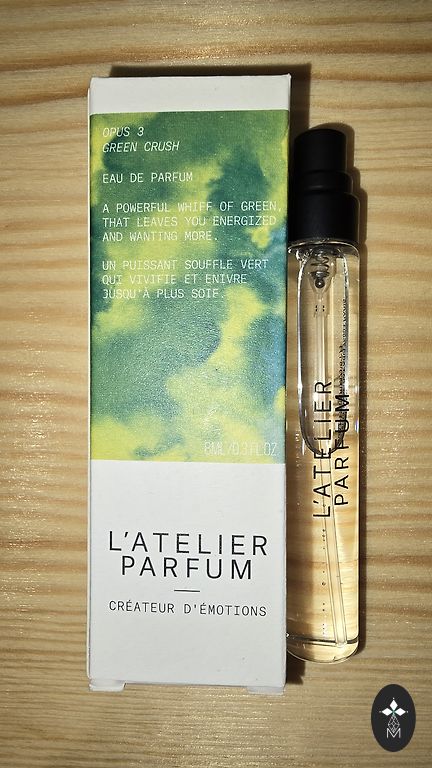 OPUS 3
GREEN CRUSH
EAU DE PARFUM
A POWERFUL WHIFF OF GREEN,
THAT LEAVES YOU ENERGIZED
AND WANTING MORE.
UN PUISSANT SOUFFLE VERT
QUI VIVIFIE ET ENIVRE
JUSQU'À PLUS SOIF.
8ML/0.3FL.OZ
L'ATELIER
PARFUM
CRÉATEUR D'ÉMOTIONS
L'ATELIER
PARFUM
M